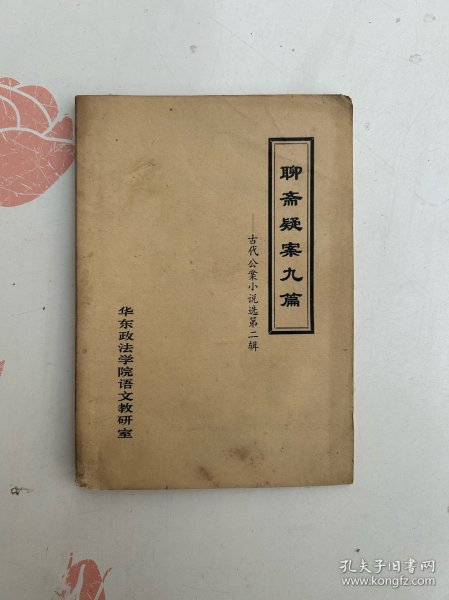 聊斋疑案九篇
——古代公案小说选第二辑
华东政法学院语文教研室
孔夫子旧书网
www.kongfz.com